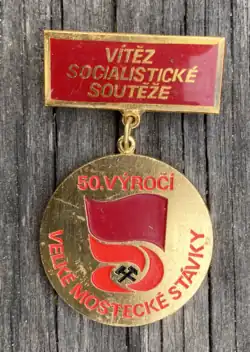 VÍTĚZ
SOCIALISTICKÉ
SOUTĚŽE
50. VÝROČÍ
VELKÉ MOSTECKÉ STÁVKY